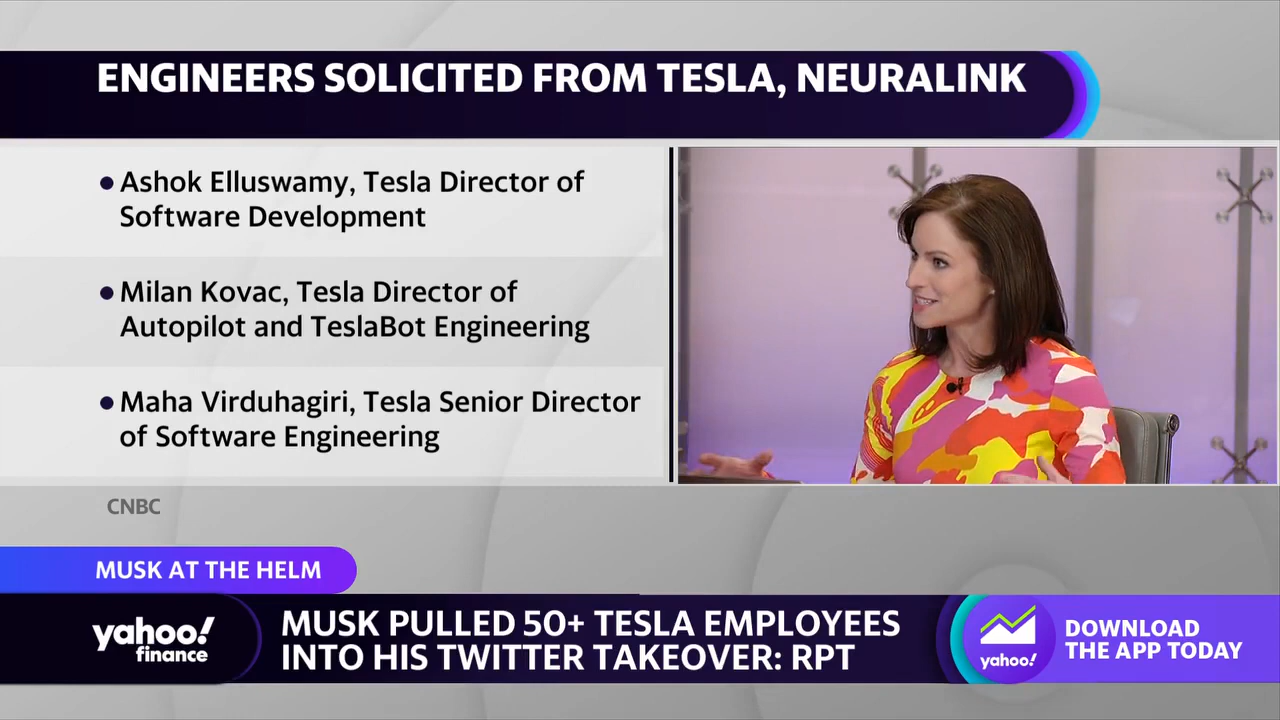 ENGINEERS SOLICITED FROM TESLA, NEURALINK
● Ashok Elluswamy, Tesla Director of
Software Development
● Milan Kovac, Tesla Director of
Autopilot and TeslaBot Engineering
● Maha Virduhagiri, Tesla Senior Director
of Software Engineering
CNBC
MUSK AT THE HELM
yahoo!
finance
MUSK PULLED 50+ TESLA EMPLOYEES
INTO HIS TWITTER TAKEOVER: RPT
yahoo!
DOWNLOAD
THE APP TODAY